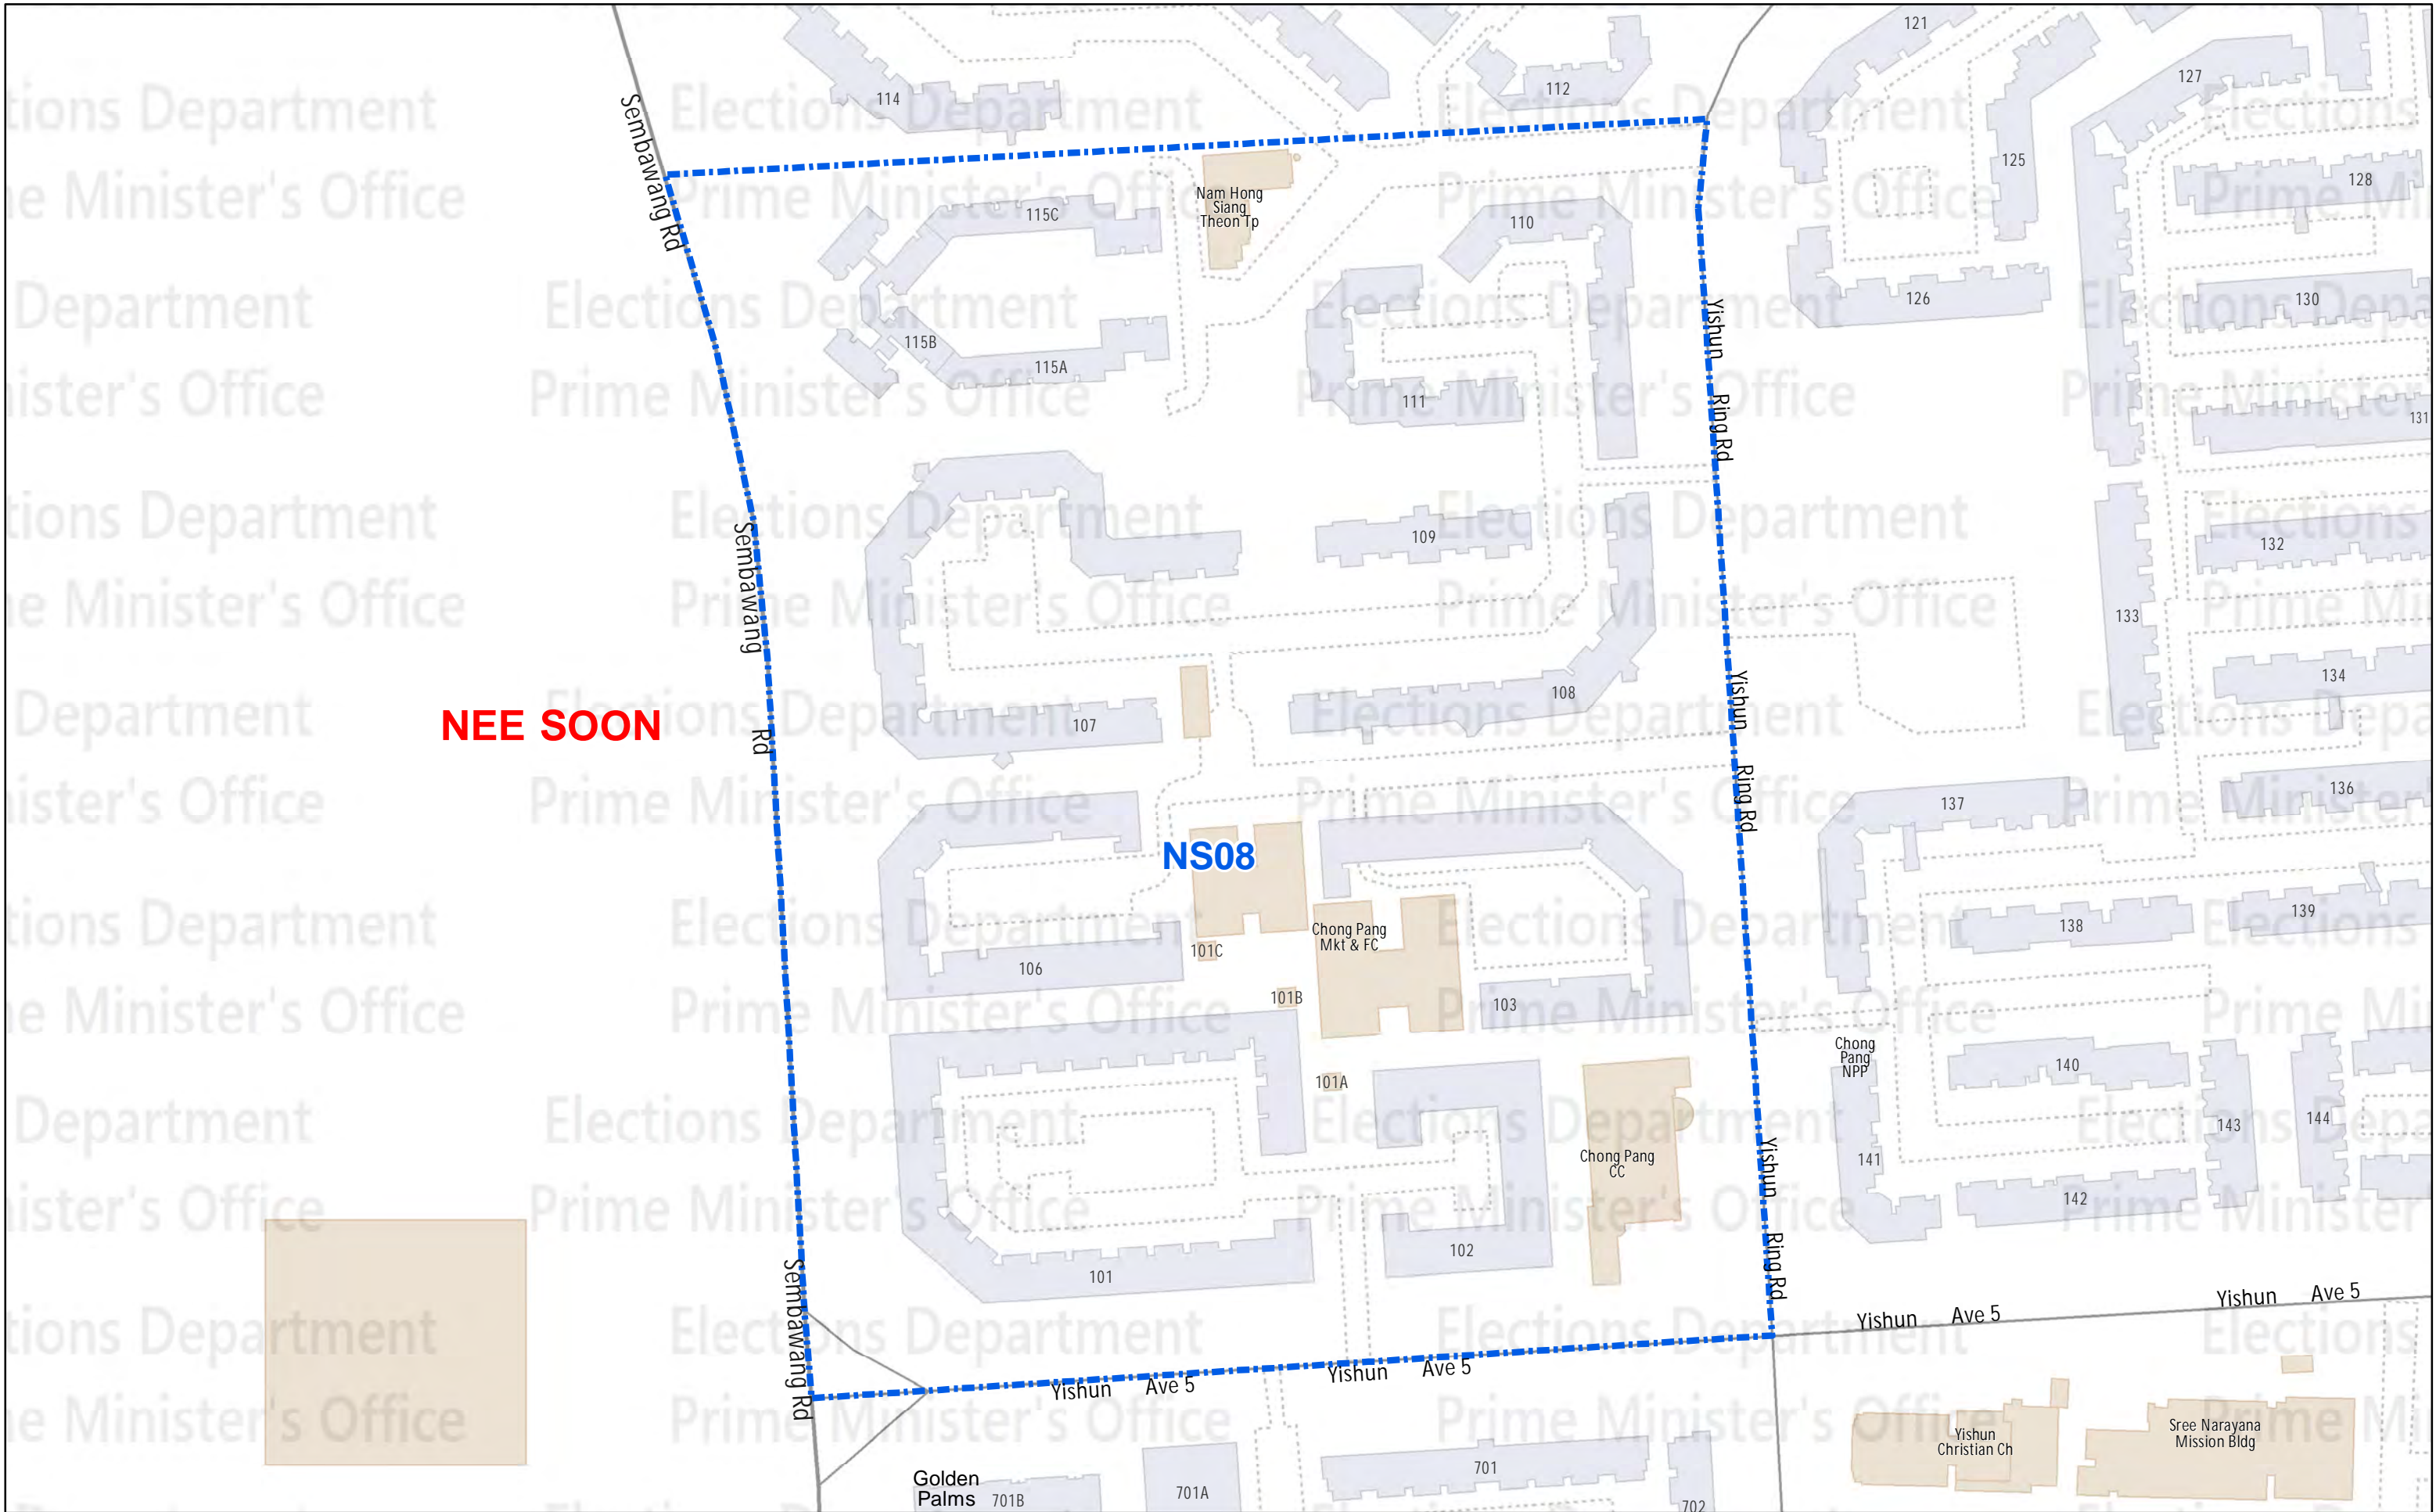 121
127
114
112
Sembawang Rd
125
128
115C
Nam Hong
Siang
Theon Tp
110
130
126
115B
115A
Yishun Ring Rd
111
131
109
132
Sembawang Rd
133
134
108
Yishun Ring Rd
107
NEE SOON
136
137
NS08
139
138
Chong Pang
Mkt & FC
101C
106
101B
103
Chong
Pang
NPP
140
101A
144
143
Chong Pang
CC
141
Yishun Ring Rd
142
102
101
Sembawang Rd
Yishun Ave 5
Yishun Ave 5
Yishun Ave 5
Yishun Ave 5
Yishun
Christian Ch
Sree Narayana
Mission Bldg
701
Golden
Palms
701B
701A
702
Elections Department
Prime Minister's Office